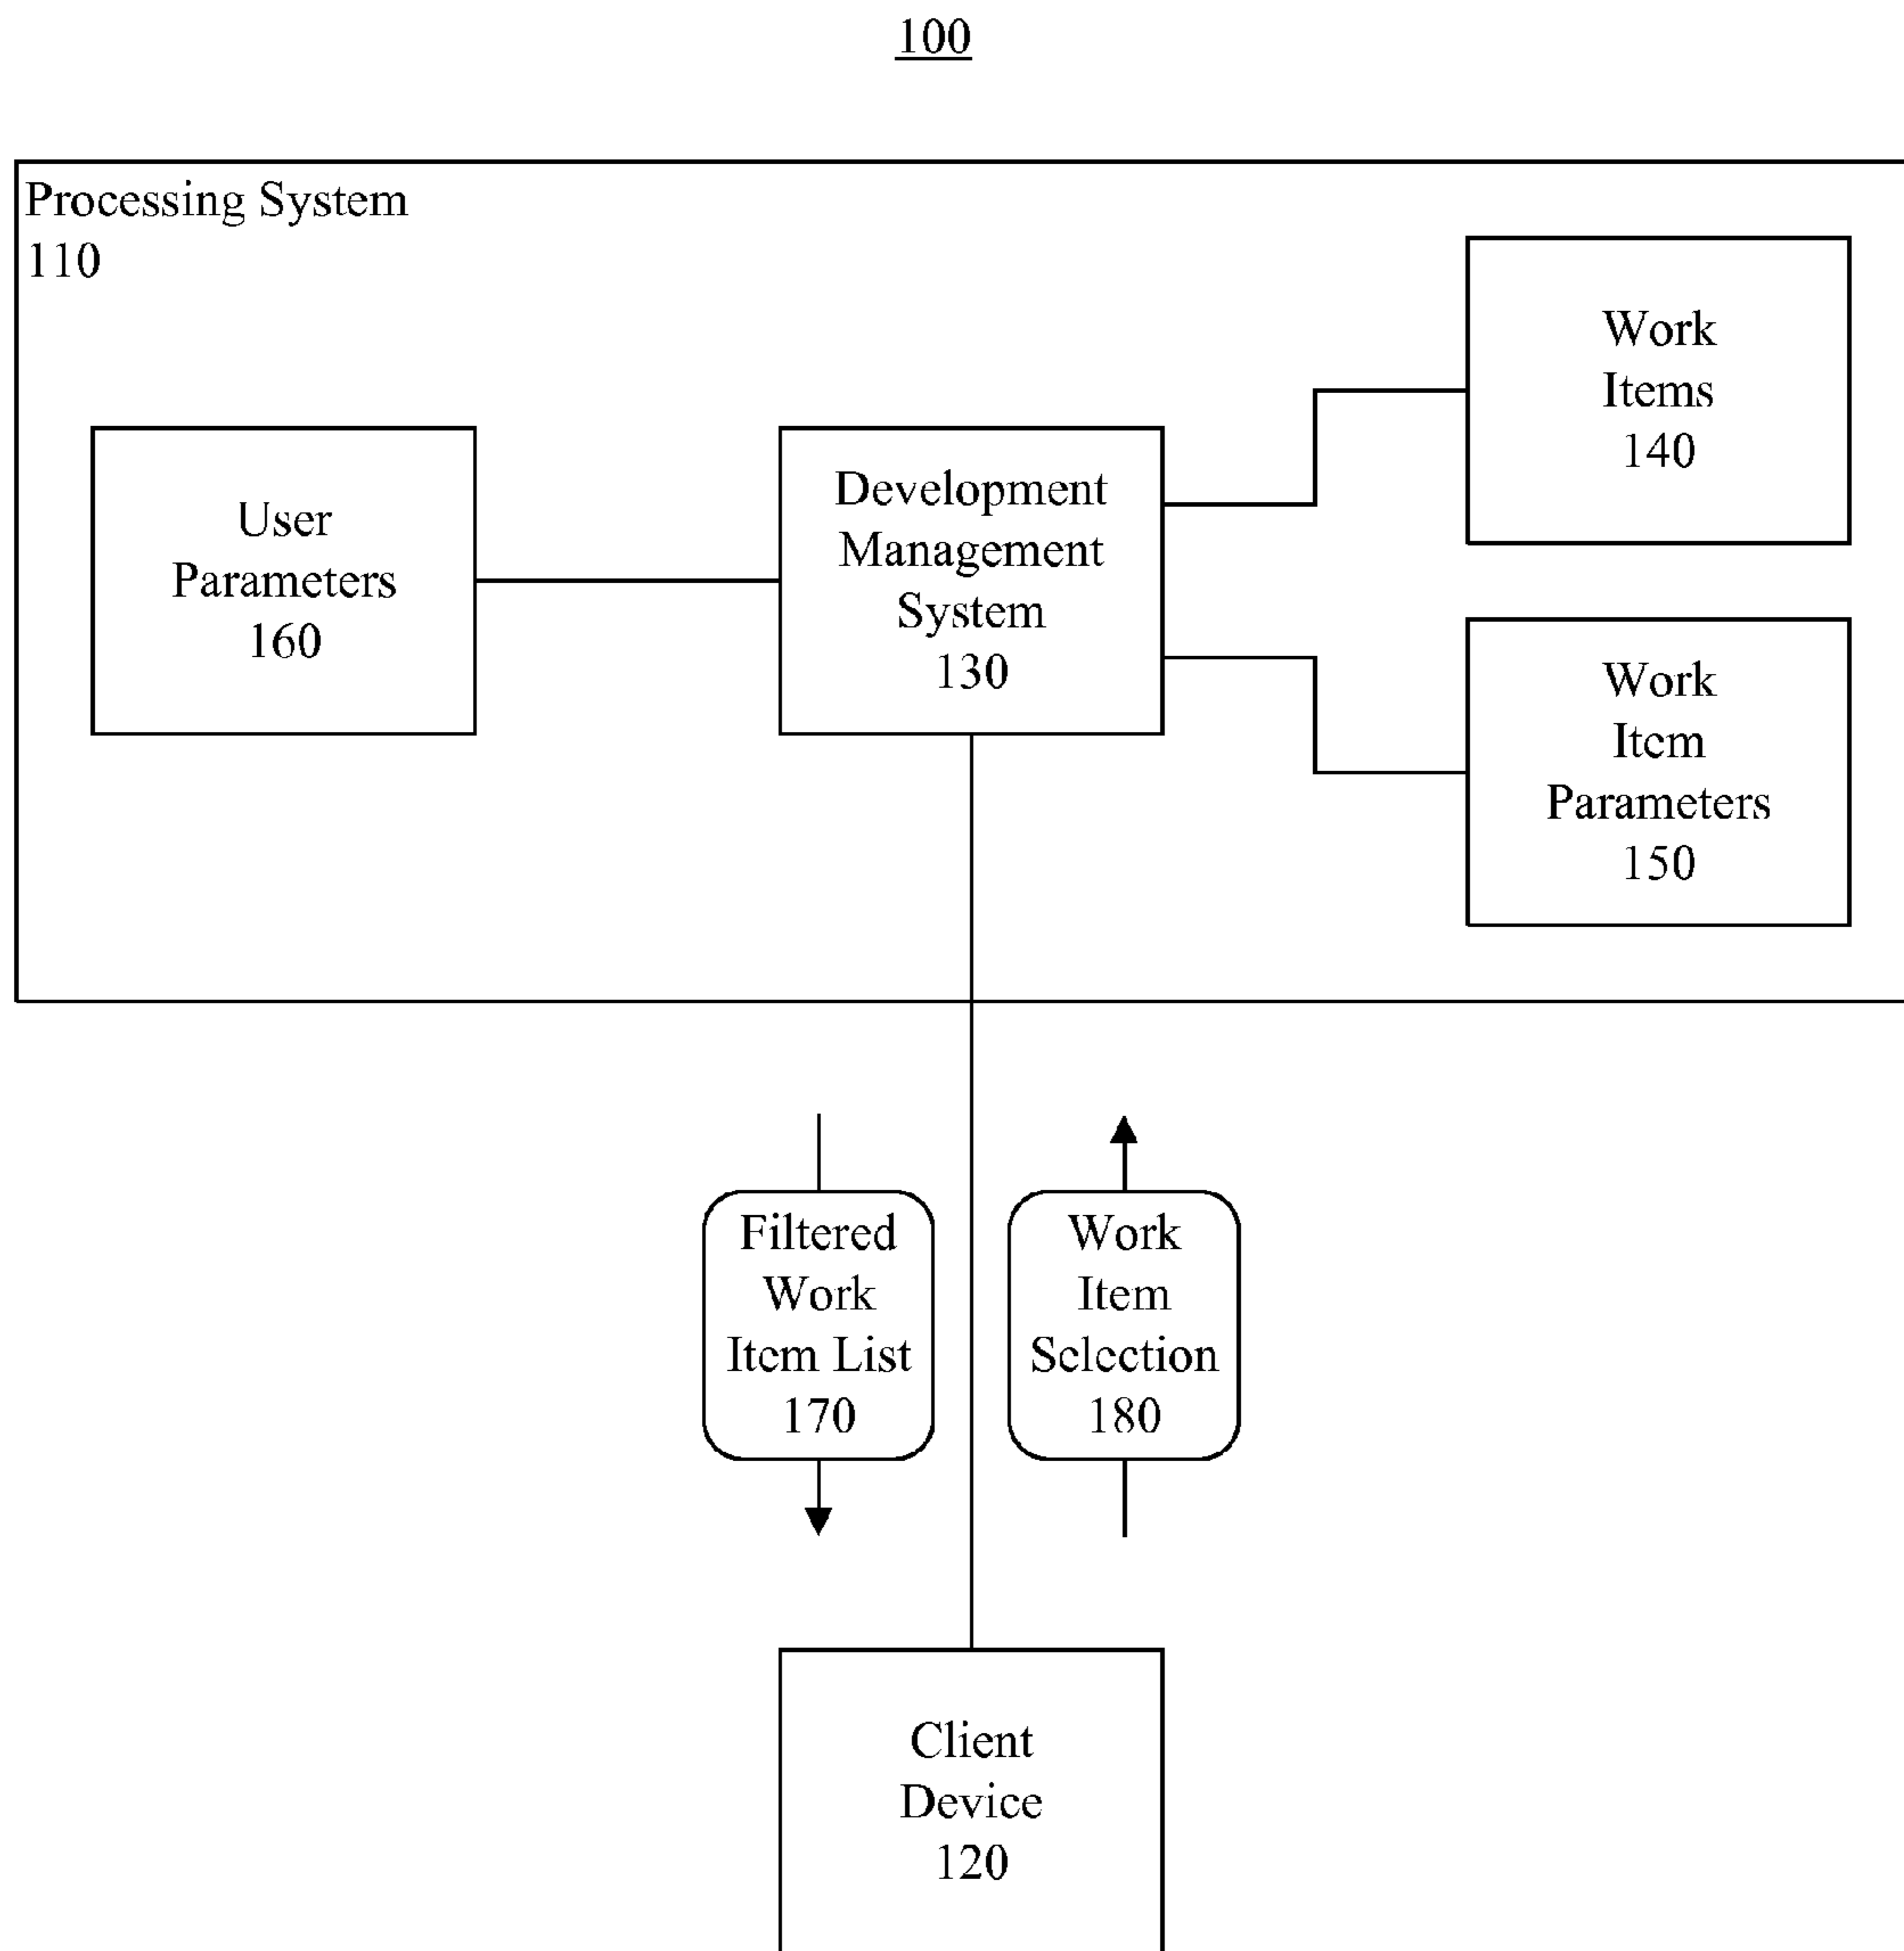 100
Processing System
110
User
Parameters
160
Development
Management
System
130
Work
Items
140
Work
Item
Parameters
150
Filtered
Work
Item List
170
Work
Item
Selection
180
Client
Device
120